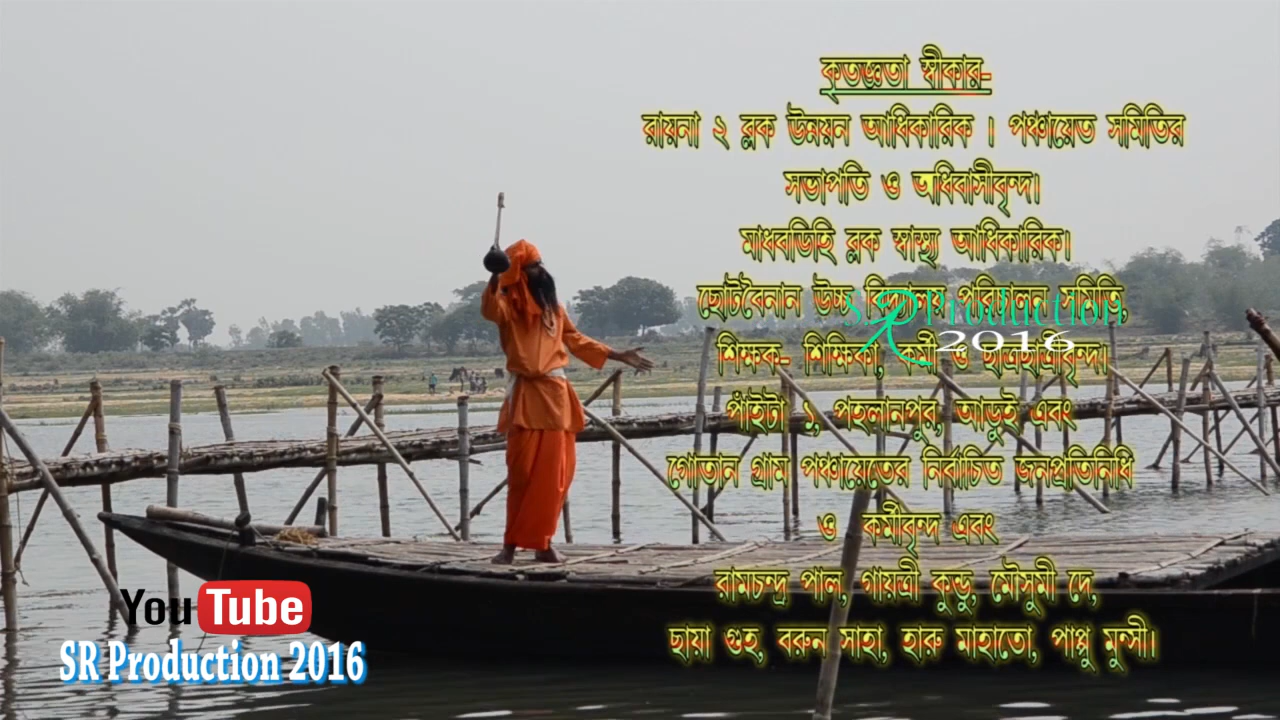 কৃতজ্ঞতা স্বীকার-
রায়না ২ ব্লক উন্নয়ন আধিকারিক । পঞ্চায়েত সমিতির
সভাপতি ও অধিবাসীবৃন্দ।
মাধবডিহি ব্লক স্বাস্থ্য আধিকারিক।
ছোটবৈনান উচ্চ বিদ্যালয় পরিচালন সমিতি,
SR Production
2016
শিক্ষক- শিক্ষিকা, কর্মী ও ছাত্রছাত্রীবৃন্দ।
পাঁইটা ১, পহলানপুর, আড়ুই এবং
গোতান গ্রাম পঞ্চায়েতের নির্বাচিত জনপ্রতিনিধি
ও কর্মীবৃন্দ এবং
রামচন্দ্র পাল, গায়ত্রী কুন্ডু, মৌসুমী দে,
ছায়া গুহ, বরুন সাহা, হারু মাহাতো, পাপ্পু মুন্সী।
YouTube
SR Production 2016